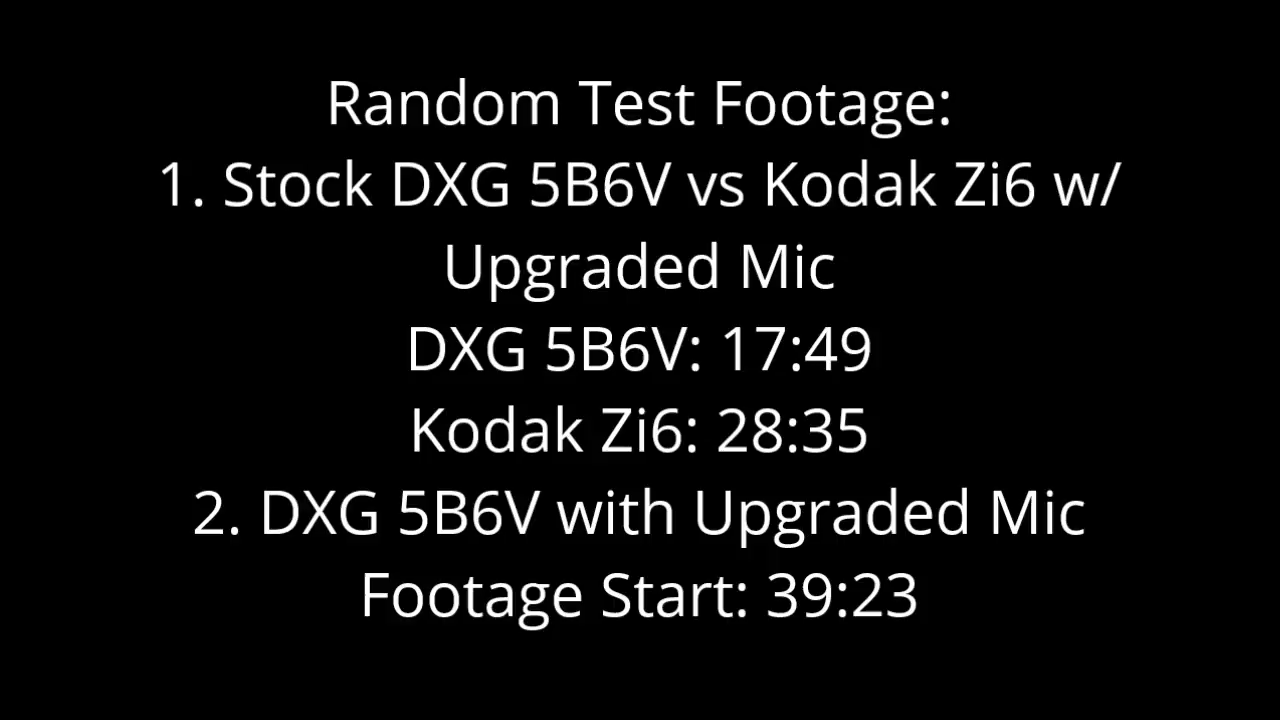 Random Test Footage:
1. Stock DXG 5B6V vs Kodak Zi6 w/
Upgraded Mic
DXG 5B6V: 17:49
Kodak Zi6: 28:35
2. DXG 5B6V with Upgraded Mic
Footage Start: 39:23